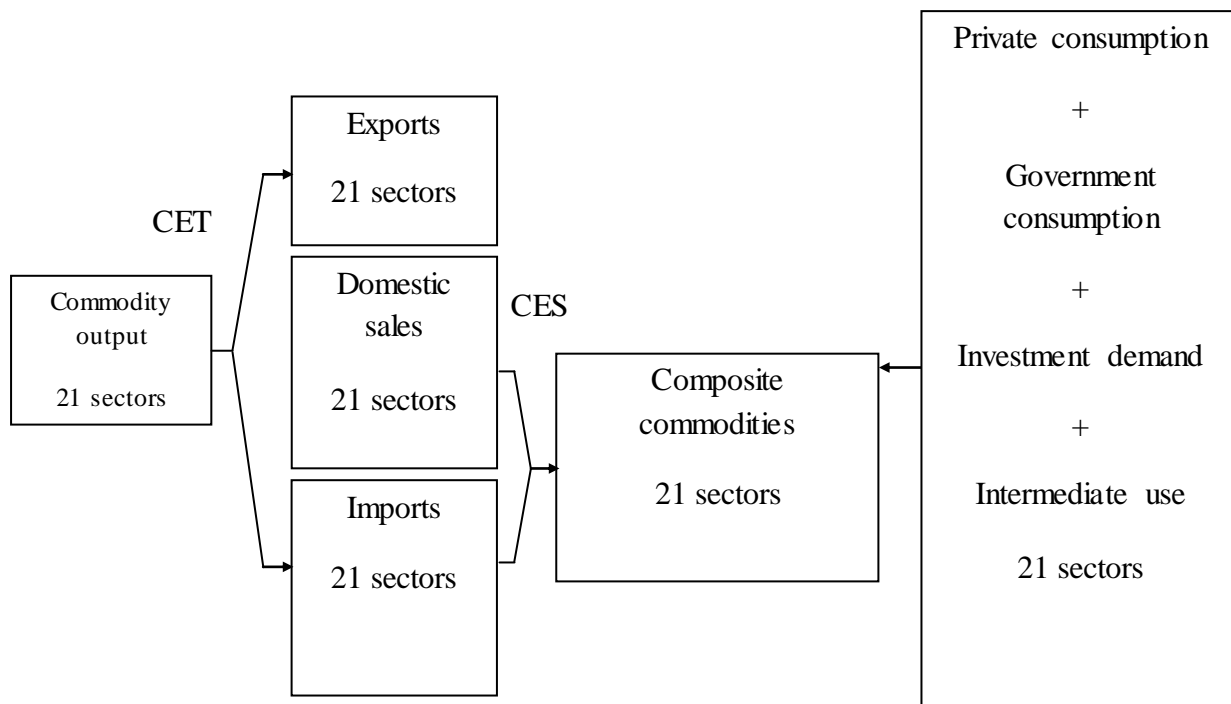 CET
Commodity
output
21 sectors
Exports
21 sectors
Domestic
sales
21 sectors
Imports
21 sectors
CES
Composite
commodities
21 sectors
Private consumption
+
Government
consumption
+
Investment demand
+
Intermediate use
21 sectors